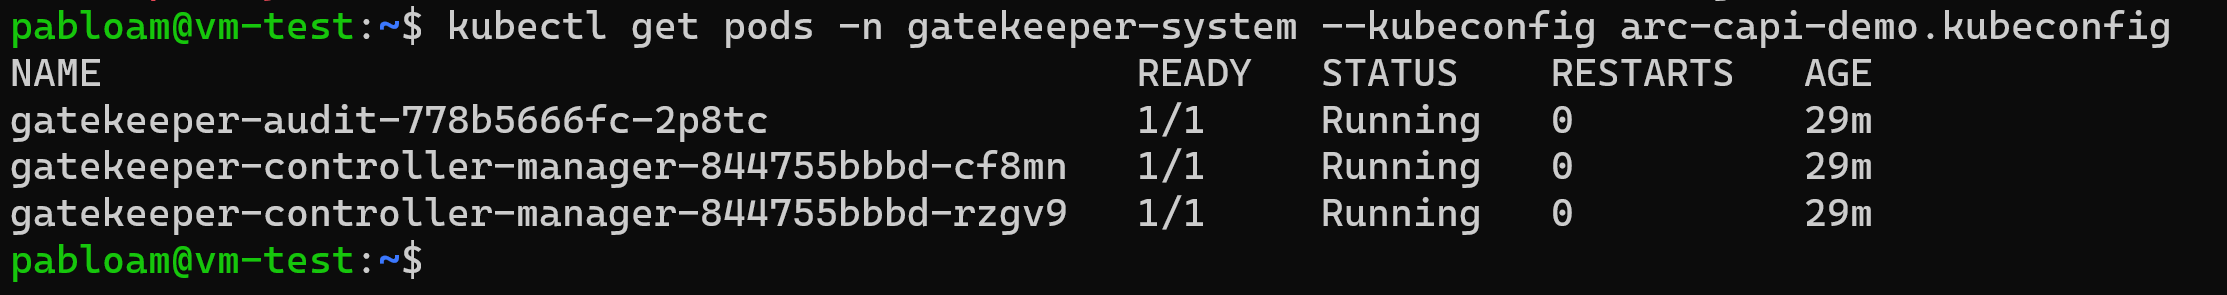 pabloam@vm-test:~$ kubectl get pods -n gatekeeper-system --kubeconfig arc-capi-demo.kubeconfig
NAME READY STATUS RESTARTS AGE
gatekeeper-audit-778b5666fc-2p8tc 1/1 Running 0 29m
gatekeeper-controller-manager-844755bbbd-cf8mn 1/1 Running 0 29m
gatekeeper-controller-manager-844755bbbd-rzgv9 1/1 Running 0 29m
pabloam@vm-test:~$